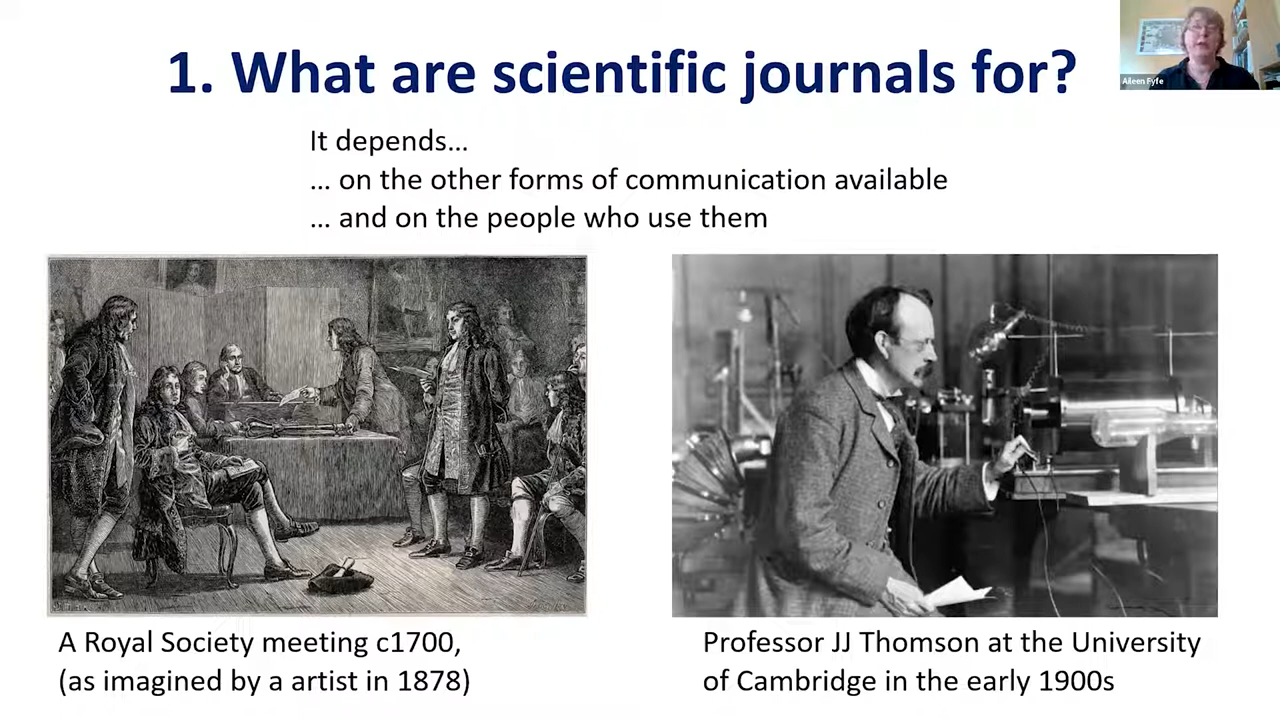 1. What are scientific journals for?
Aileen Fyfe
It depends...
... on the other forms of communication available
... and on the people who use them
A Royal Society meeting c1700,
(as imagined by a artist in 1878)
Professor JJ Thomson at the University
of Cambridge in the early 1900s